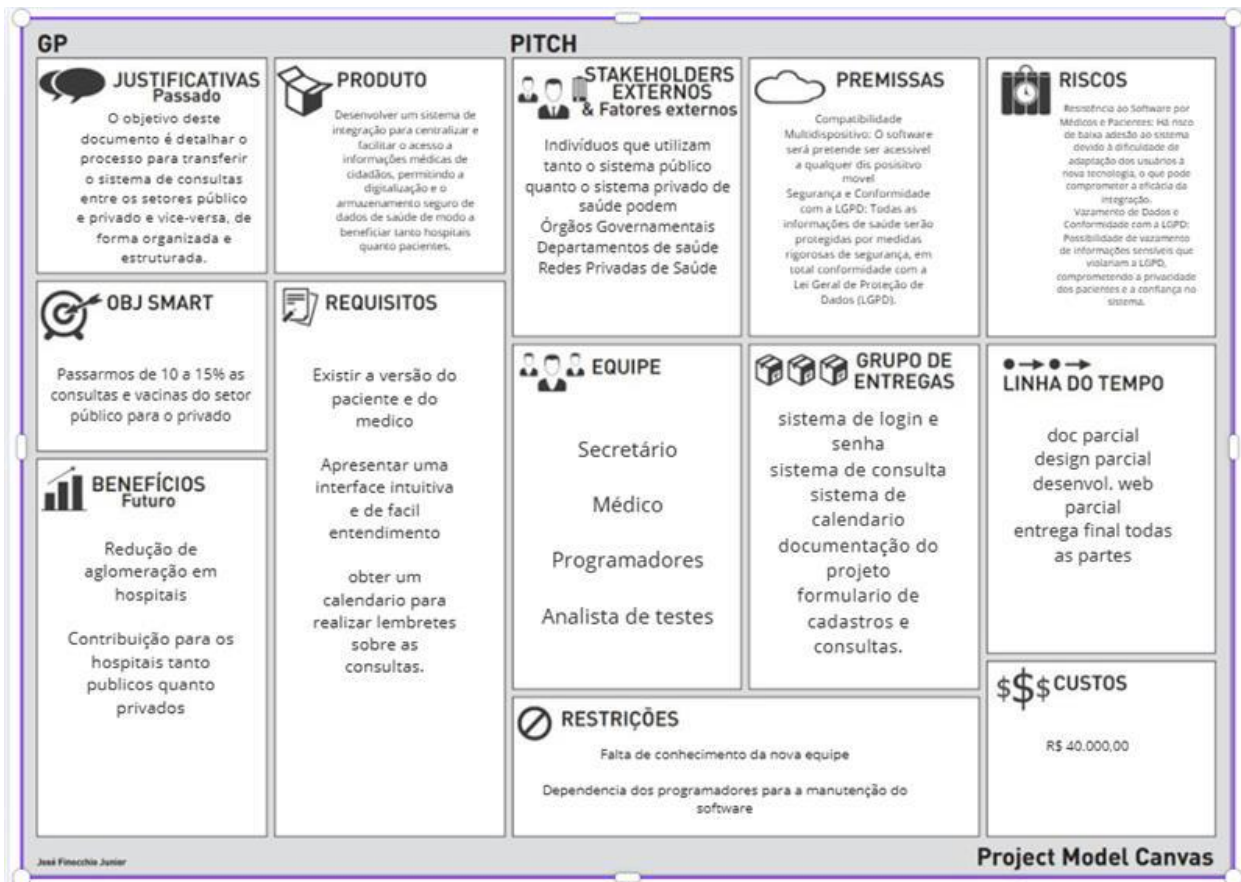 GP
PITCH
JUSTIFICATIVAS
Passado
O objetivo deste
documento é detalhar o
processo para transferir
o sistema de consultas
entre os setores público
e privado e vice-versa, de
forma organizada e
estruturada.
PRODUTO
Desenvolver um sistema de
integração para centralizar e
facilitar o acesso a
informações médicas de
cidadãos, permitindo a
digitalização e o
armazenamento seguro de
dados de saúde de modo a
beneficiar tanto hospitais
quanto pacientes.
STAKEHOLDERS
EXTERNOS
& Fatores externos
Indivíduos que utilizam
tanto o sistema público
quanto o sistema privado de
saúde podem
Órgãos Governamentais
Departamentos de saúde
Redes Privadas de Saúde
PREMISSAS
Compatibilidade
Multidispositivo: O software
será pretende ser acessivel
a qualquer dis posisitvo
movel
Segurança e Conformidade
com a LGPD: Todas as
informações de saúde serão
protegidas por medidas
rigorosas de segurança, em
total conformidade com a
Lei Geral de Proteção de
Dados (LGPD).
RISCOS
Resistência ao Software por
Médicos e Pacientes: Há risco
de baixa adesão ao sistema
devido à dificuldade de
adaptação dos usuários à
nova tecnologia, o que pode
comprometer a eficácia da
integração.
Vazamento de Dados e
Conformidade com a LGPD:
Possibilidade de vazamento
de informações sensíveis que
violariam a LGPD,
comprometendo a privacidade
dos pacientes e a confiança no
sistema.
OBJ SMART
Passarmos de 10 a 15% as
consultas e vacinas do setor
público para o privado
REQUISITOS
Existir a versão do
paciente e do
medico
Apresentar uma
interface intuitiva
e de facil
entendimento
obter um
calendario para
realizar lembretes
sobre as
consultas.
EQUIPE
Secretário
Médico
Programadores
Analista de testes
GRUPO DE
ENTREGAS
sistema de login e
senha
sistema de consulta
sistema de
calendario
documentação do
projeto
formulario de
cadastros e
consultas.
LINHA DO TEMPO
doc parcial
design parcial
desenvol. web
parcial
entrega final todas
as partes
BENEFÍCIOS
Futuro
Redução de
aglomeração em
hospitais
Contribuição para os
hospitais tanto
publicos quanto
privados
RESTRIÇÕES
Falta de conhecimento da nova equipe
Dependencia dos programadores para a manutenção do
software
$$$ CUSTOS
R$ 40.000,00
José Finocchio Junior
Project Model Canvas